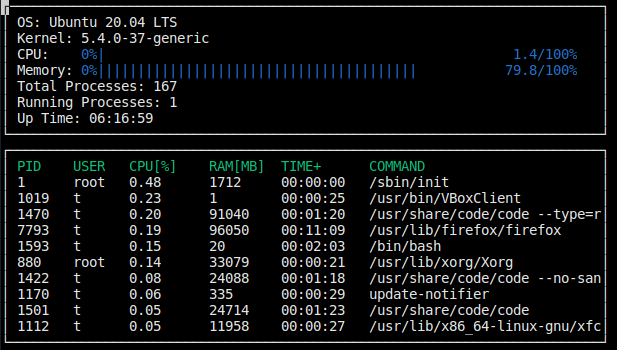 OS: Ubuntu 20.04 LTS
Kernel: 5.4.0-37-generic
CPU: 0%| 1.4/100%
Memory: 0%|||||||||||||||||||||||||||||||||||||||| 79.8/100%
Total Processes: 167
Running Processes: 1
Up Time: 06:16:59
PID USER CPU[%] RAM[MB] TIME+ COMMAND
1 root 0.48 1712 00:00:00 /sbin/init
1019 t 0.23 1 00:00:25 /usr/bin/VBoxClient
1470 t 0.20 91040 00:01:20 /usr/share/code/code --type=r
7793 t 0.19 96050 00:11:09 /usr/lib/firefox/firefox
1593 t 0.15 20 00:02:03 /bin/bash
880 root 0.14 33079 00:00:21 /usr/lib/xorg/Xorg
1422 t 0.08 24088 00:01:18 /usr/share/code/code --no-san
1170 t 0.06 335 00:00:29 update-notifier
1501 t 0.05 24714 00:01:23 /usr/share/code/code
1112 t 0.05 11958 00:00:27 /usr/lib/x86_64-linux-gnu/xfc